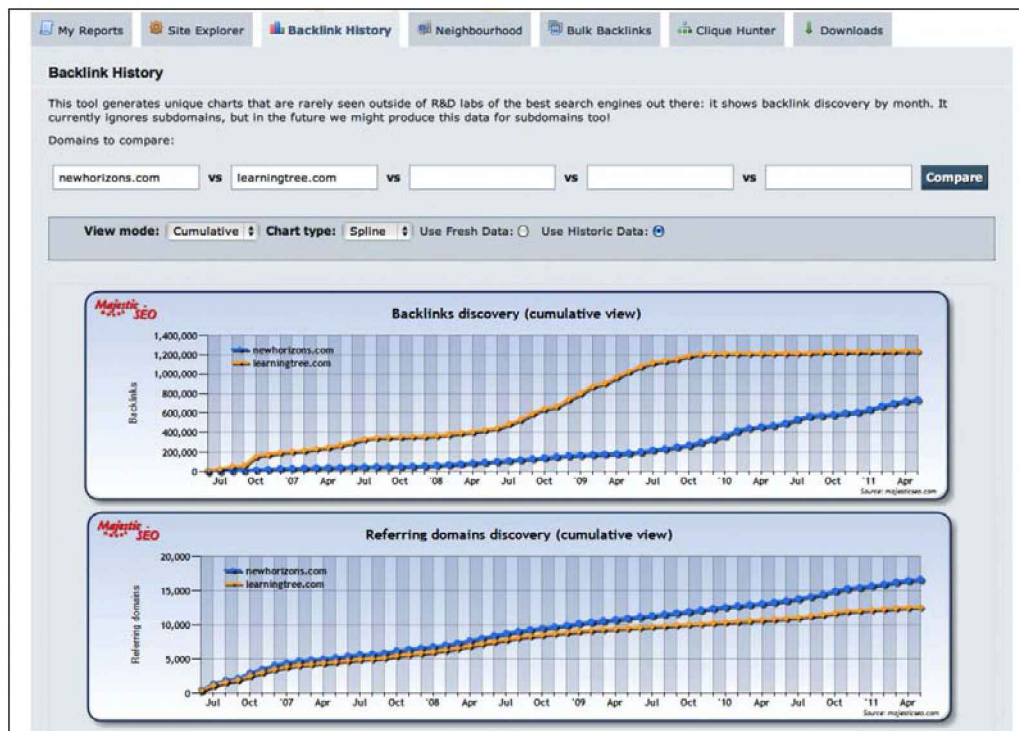 My Reports Site Explorer Backlink History Neighbourhood Bulk Backlinks Clique Hunter Downloads
Backlink History
This tool generates unique charts that are rarely seen outside of R&D labs of the best search engines out there: it shows backlink discovery by month. It
currently ignores subdomains, but in the future we might produce this data for subdomains too!
Domains to compare:
newhorizons.com vs learningtree.com vs vs vs Compare
View mode: Cumulative Chart type: Spline Use Fresh Data: Use Historic Data:
Majestic
SEO
Backlinks discovery (cumulative view)
1,400,000
1,200,000
1,000,000
800,000
600,000
400,000
200,000
0
Backlinks
newhorizons.com
learningtree.com
Jul Oct '07 Apr Jul Oct '08 Apr Jul Oct '09 Apr Jul Oct '10 Apr Jul Oct '11 Apr
Source: majesticseo.com
Majestic
SEO
Referring domains discovery (cumulative view)
20,000
15,000
10,000
5,000
0
Referring domains
newhorizons.com
learningtree.com
Jul Oct '07 Apr Jul Oct '08 Apr Jul Oct '09 Apr Jul Oct '10 Apr Jul Oct '11 Apr
Source: majesticseo.com